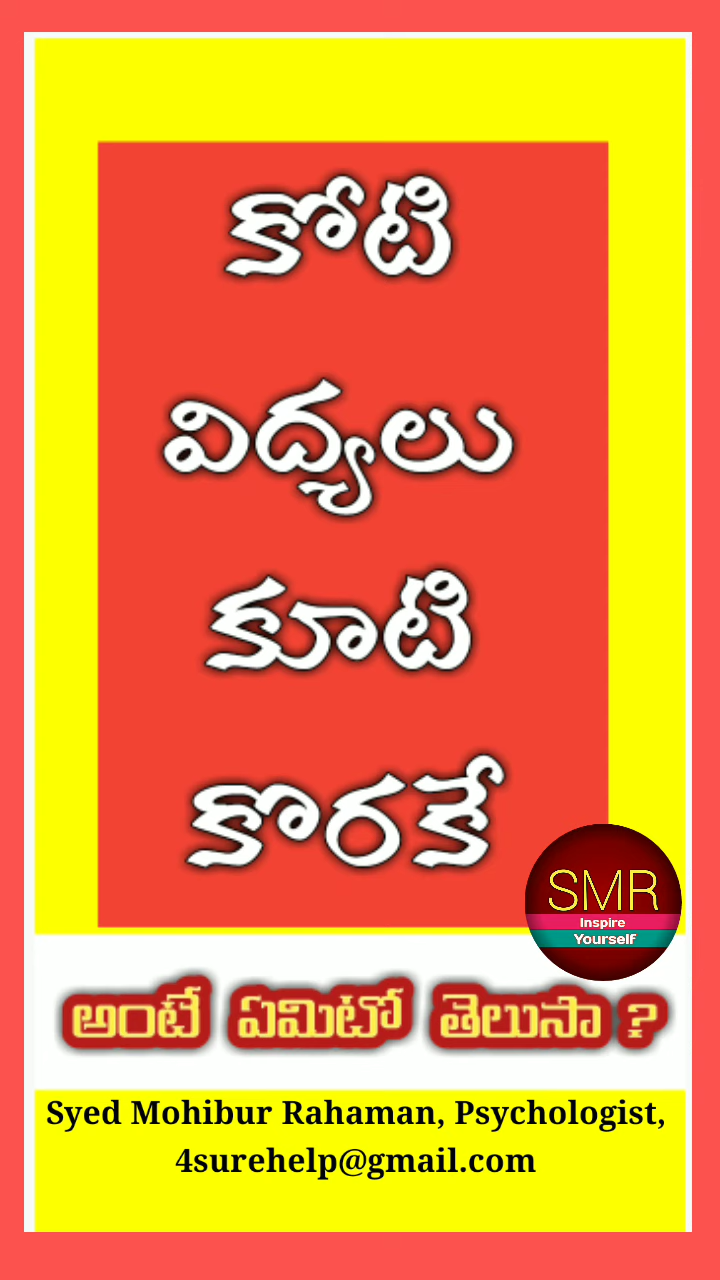 కోటి
విద్యలు
కూటి
కొరకే
SMR
Inspire
Yourself
అంటే ఏమిటో తెలుసా ?
Syed Mohibur Rahaman, Psychologist,
4surehelp@gmail.com